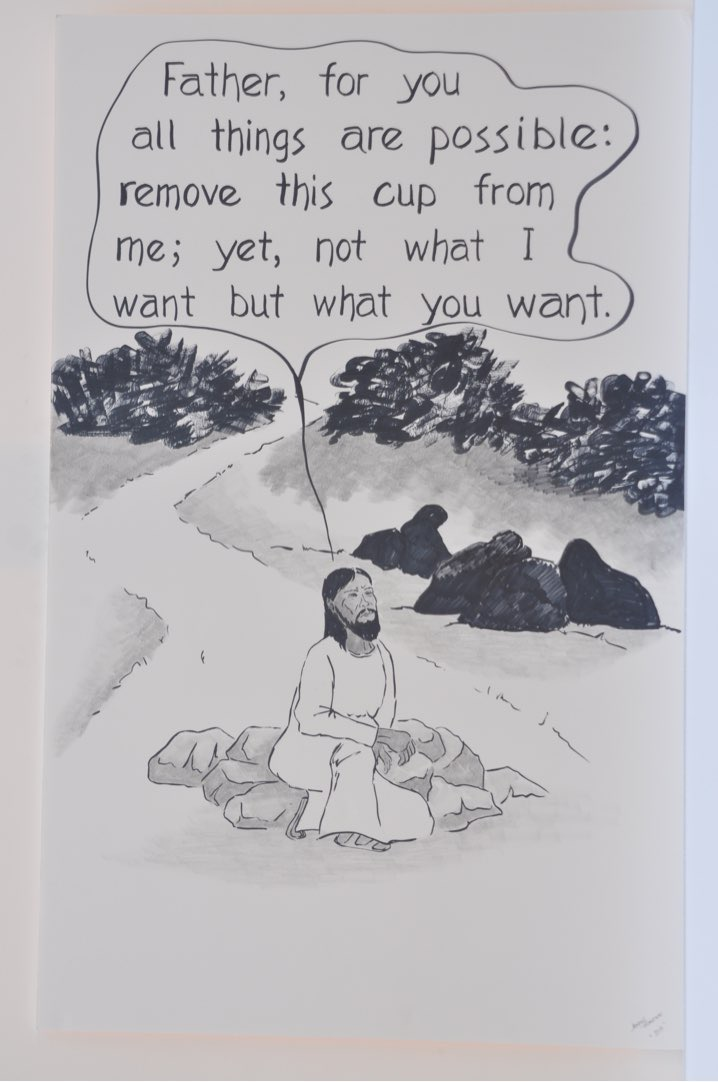 Father, for you
all things are possible:
remove this cup from
me; yet, not what I
want but what you want.